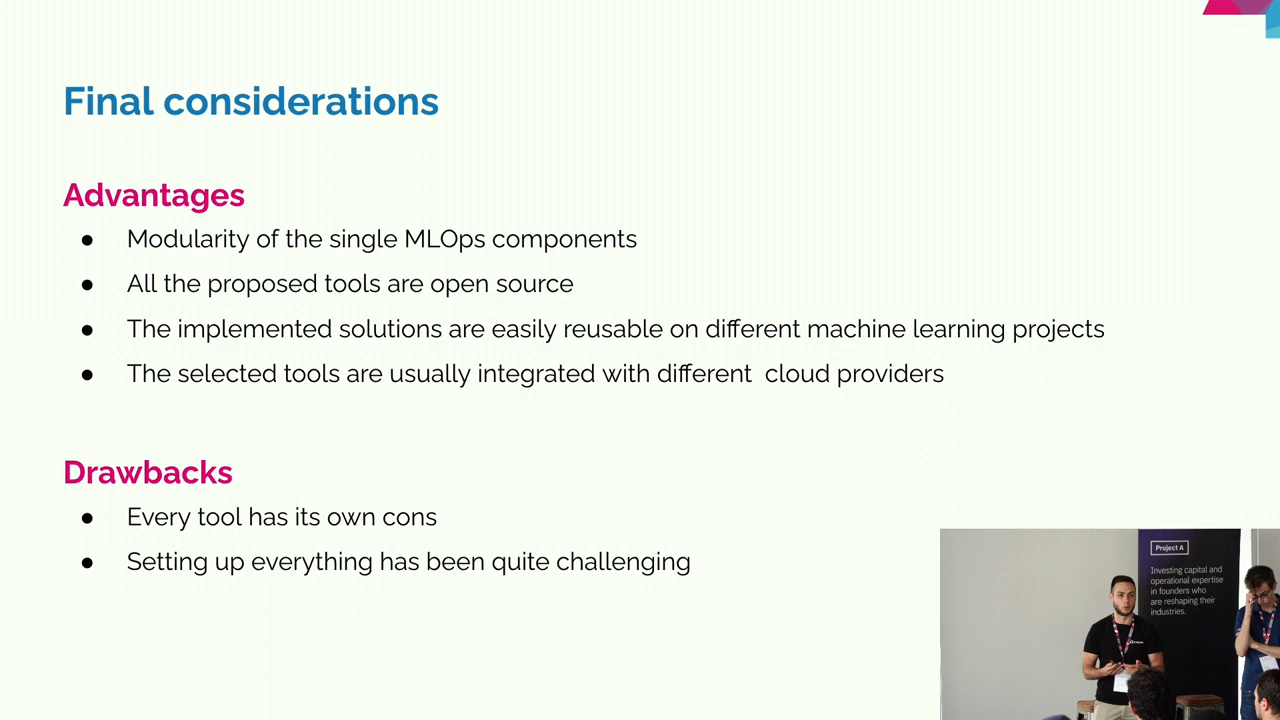 Final considerations
Advantages
● Modularity of the single MLOps components
● All the proposed tools are open source
● The implemented solutions are easily reusable on different machine learning projects
● The selected tools are usually integrated with different  cloud providers
Drawbacks
● Every tool has its own cons
● Setting up everything has been quite challenging
Project A
Investing capital and
operational expertise
in founders who
are reshaping their
industries.